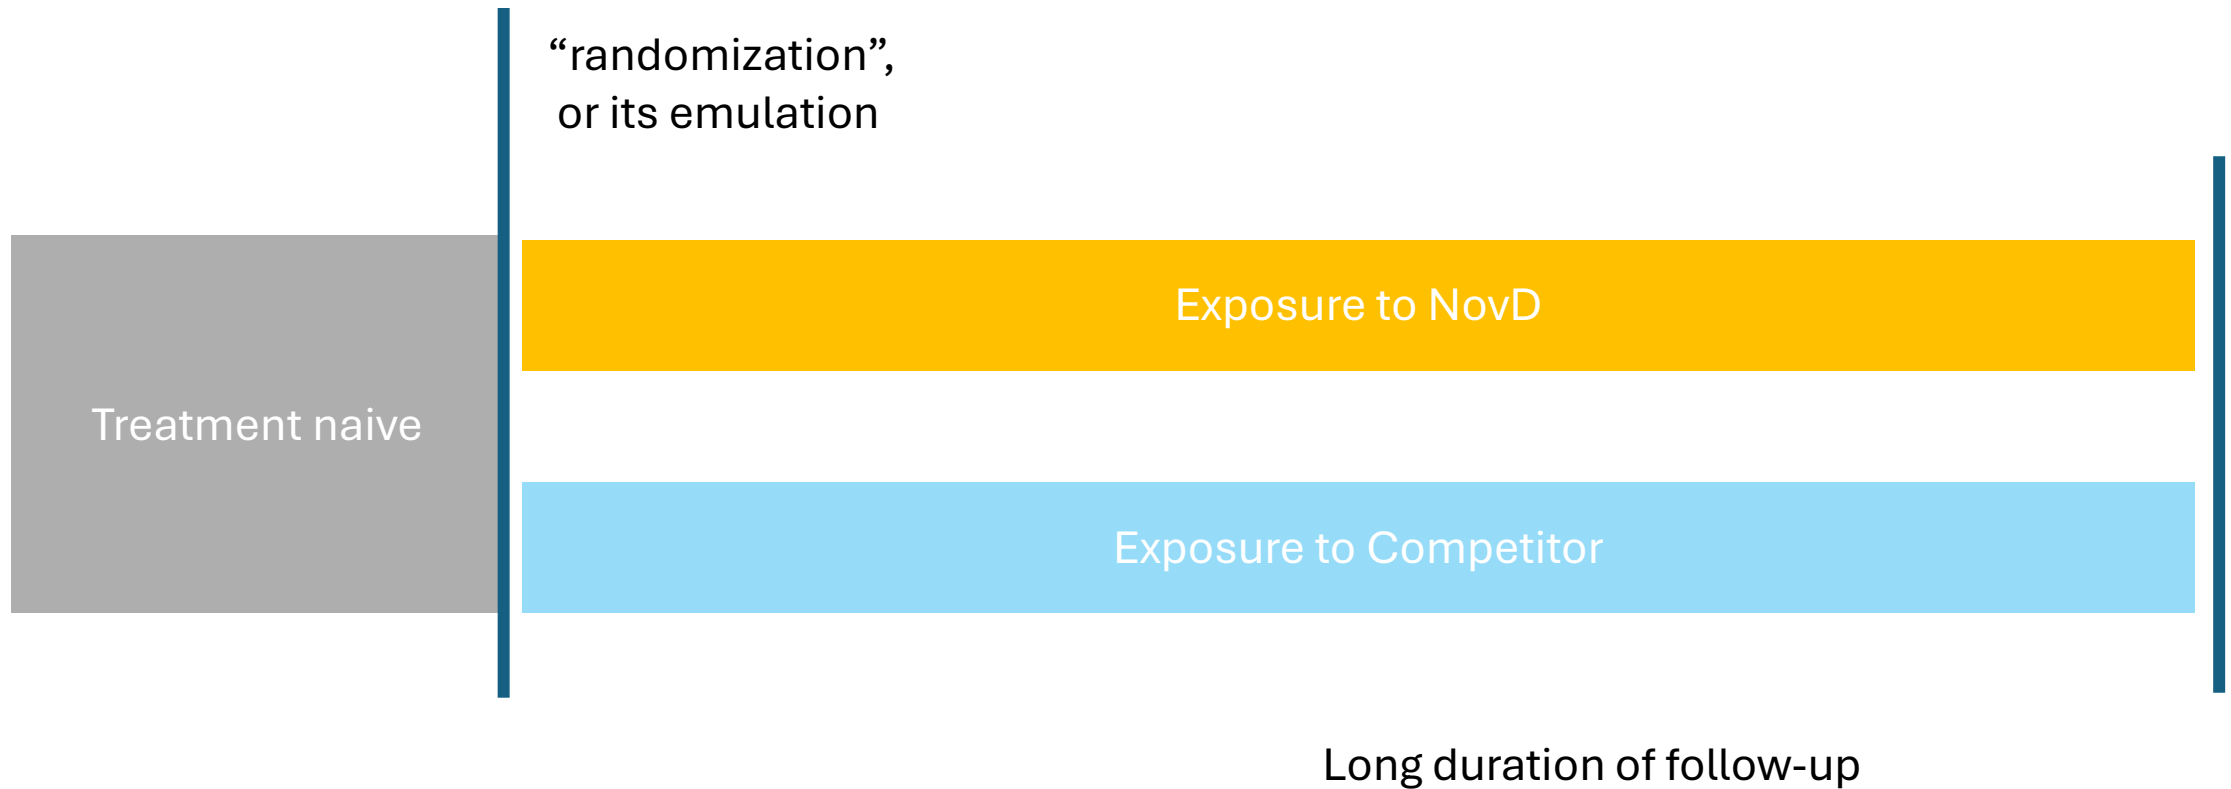 “randomization”,
or its emulation
Exposure to NovD
Treatment naive
Exposure to Competitor
Long duration of follow-up